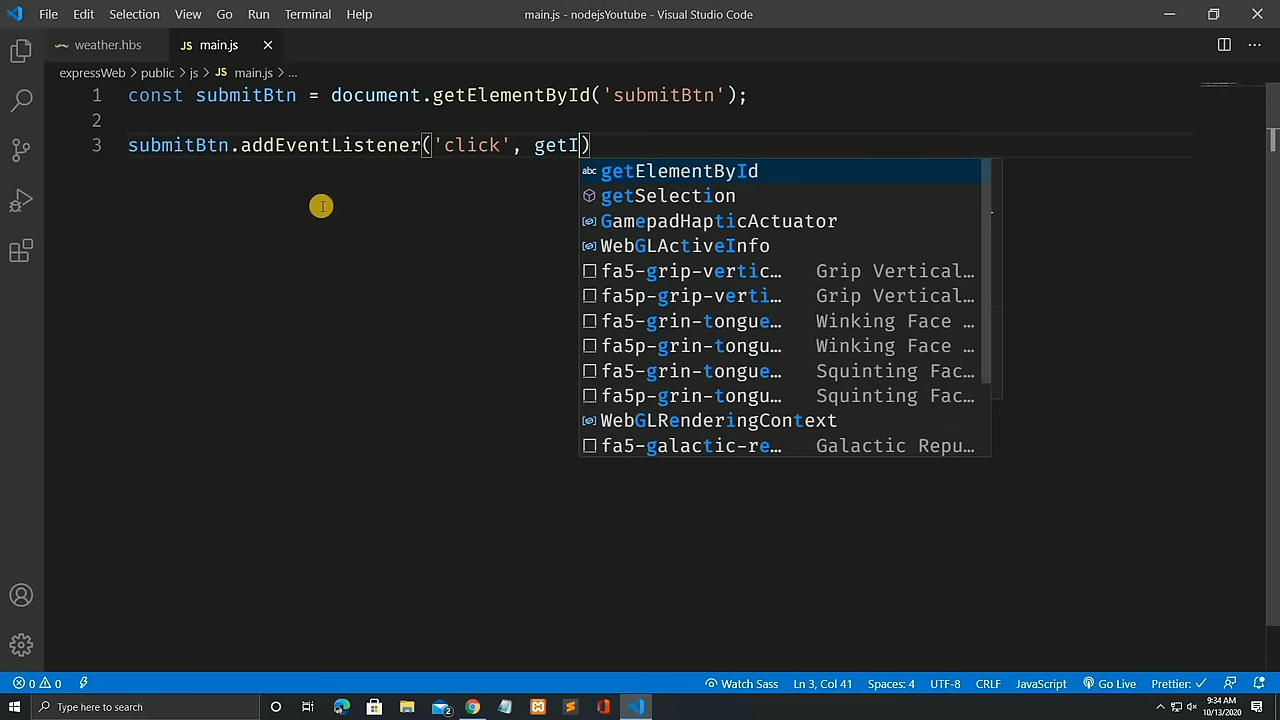 File Edit Selection View Go Run Terminal Help main.js - nodejsYoutube - Visual Studio Code
weather.hbs JS main.js
expressWeb > public > js > JS main.js > ...
1 const submitBtn = document.getElementById('submitBtn');
2
3 submitBtn.addEventListener('click', getI)
abc getElementById
getSelection
GamepadHapticActuator
WebGLActiveInfo
fa5-grip-vertic… Grip Vertical…
fa5p-grip-verti… Grip Vertical…
fa5-grin-tongue… Winking Face …
fa5p-grin-tongu… Winking Face …
fa5-grin-tongue… Squinting Fac…
fa5p-grin-tongu… Squinting Fac…
WebGLRenderingContext
fa5-galactic-re… Galactic Repu…
0 0 Watch Sass Ln 3, Col 41 Spaces: 4 UTF-8 CRLF JavaScript Go Live Prettier: ✓
Type here to search 2 9:34 AM
10/13/2020